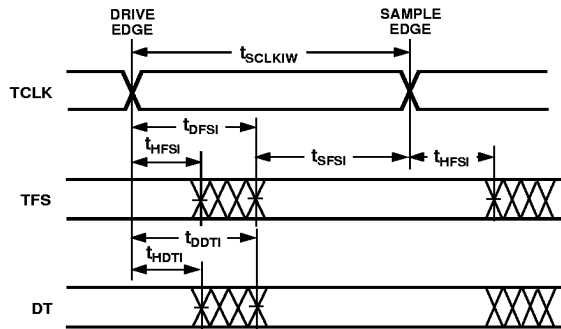 DRIVE
EDGE
SAMPLE
EDGE
tSCLKIW
TCLK
tDFSI
tHFSI
tSFSI
tHFSI
TFS
tDDTI
tHDTI
DT